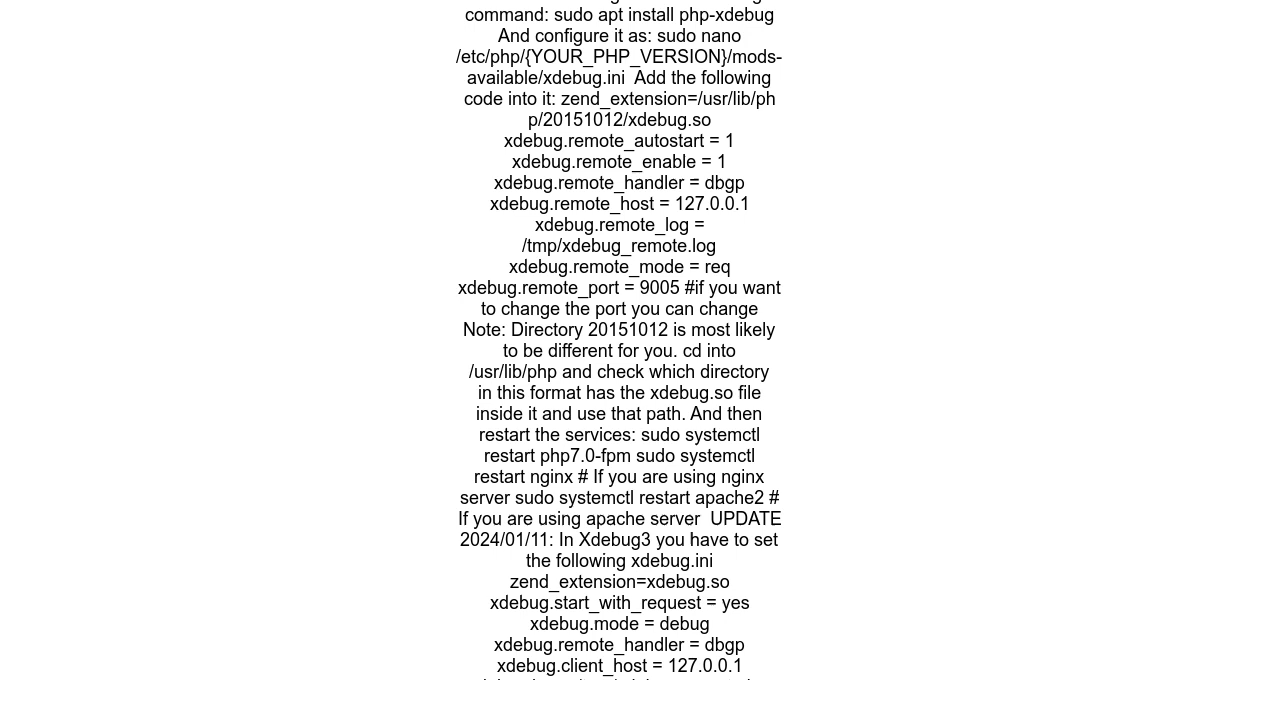 command: sudo apt install php-xdebug
And configure it as: sudo nano
/etc/php/{YOUR_PHP_VERSION}/mods-
available/xdebug.ini  Add the following
code into it: zend_extension=/usr/lib/ph
p/20151012/xdebug.so
xdebug.remote_autostart = 1
xdebug.remote_enable = 1
xdebug.remote_handler = dbgp
xdebug.remote_host = 127.0.0.1
xdebug.remote_log =
/tmp/xdebug_remote.log
xdebug.remote_mode = req
xdebug.remote_port = 9005 #if you want
to change the port you can change
Note: Directory 20151012 is most likely
to be different for you. cd into
/usr/lib/php and check which directory
in this format has the xdebug.so file
inside it and use that path. And then
restart the services: sudo systemctl
restart php7.0-fpm sudo systemctl
restart nginx # If you are using nginx
server sudo systemctl restart apache2 #
If you are using apache server  UPDATE
2024/01/11: In Xdebug3 you have to set
the following xdebug.ini
zend_extension=xdebug.so
xdebug.start_with_request = yes
xdebug.mode = debug
xdebug.remote_handler = dbgp
xdebug.client_host = 127.0.0.1